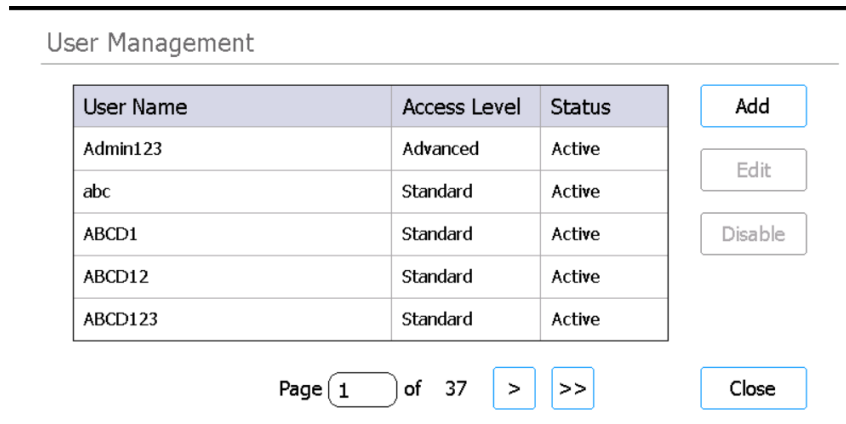 User Management
User Name Access Level Status Add
Admin123 Advanced Active
Edit
abc Standard Active
ABCD1 Standard Active Disable
ABCD12 Standard Active
ABCD123 Standard Active
Page 1 of 37 > >> Close